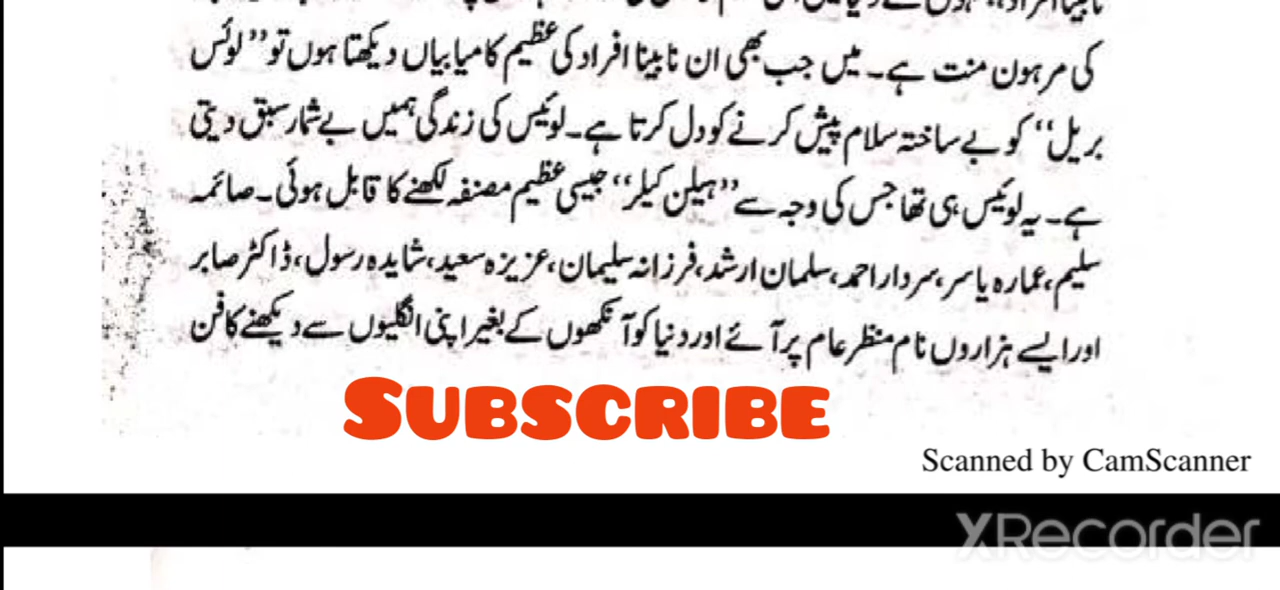 کی مرہون منت ہے۔ میں جب بھی ان نابینا افراد کی عظیم کامیابیاں دیکھتا ہوں تو ’’لوئس
بریل‘‘ کو بے ساختہ سلام پیش کرنے کو دل کرتا ہے۔ لوئیس کی زندگی ہمیں بے شمار سبق دیتی
ہے۔ یہ لوئیس ہی تھا جس کی وجہ سے ’’ہیلن کیلر‘‘ جیسی عظیم مصنفہ لکھنے کا قابل ہوئی۔ صائمہ
سلیم، عمارہ یاسر، سردار احمد، سلمان ارشد، فرزانہ سلیمان، عزیزہ سعید، شاہدہ رسول، ڈاکٹر صابر
اور ایسے ہزاروں نام منظر عام پر آئے اور دنیا کو آنکھوں کے بغیر اپنی انگلیوں سے دیکھنے کا فن
SUBSCRIBE
Scanned by CamScanner
XRecorder